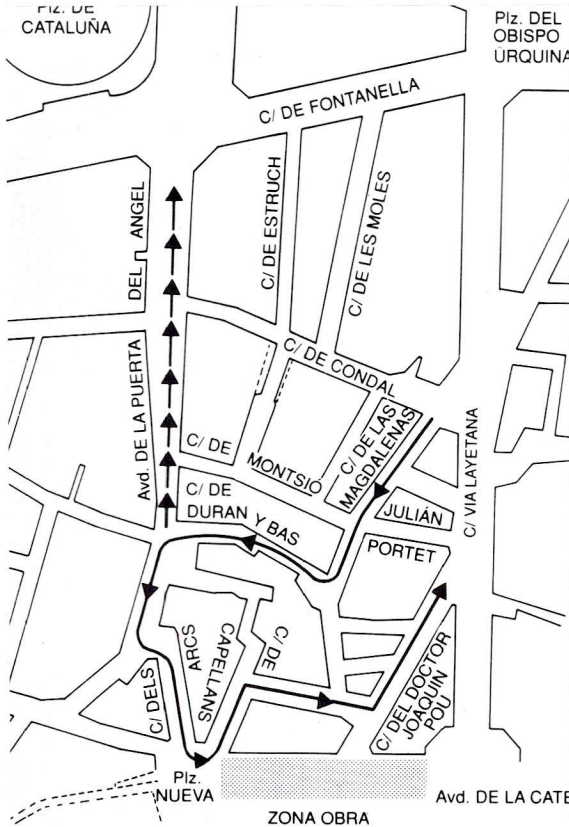 Plz. DE
CATALUÑA
Plz. DEL
OBISPO
URQUINA
C/ DE FONTANELLA
Avd. DE LA PUERTA DEL ANGEL
C/ DE ESTRUCH
C/ DE LES MOLES
C/ DE CONDAL
C/ DE MONTSIÓ
C/ DE LAS
MAGDALENAS
C/ VIA LAYETANA
C/ DE
DURAN Y BAS
JULIÁN
PORTET
C/ DELS ARCS
C/ DE CAPELLANS
C/ DEL DOCTOR
JOAQUIN
POU
Plz.
NUEVA
Avd. DE LA CATE
ZONA OBRA